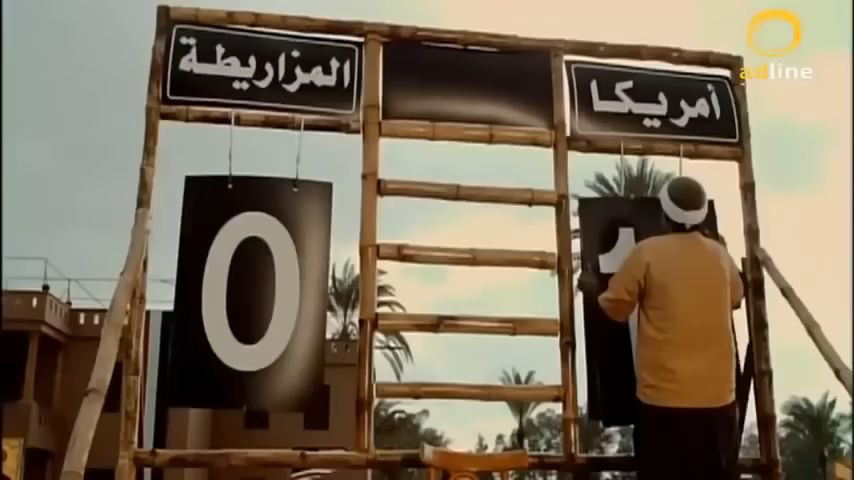 adline
أمريكا
المزاريطة
0